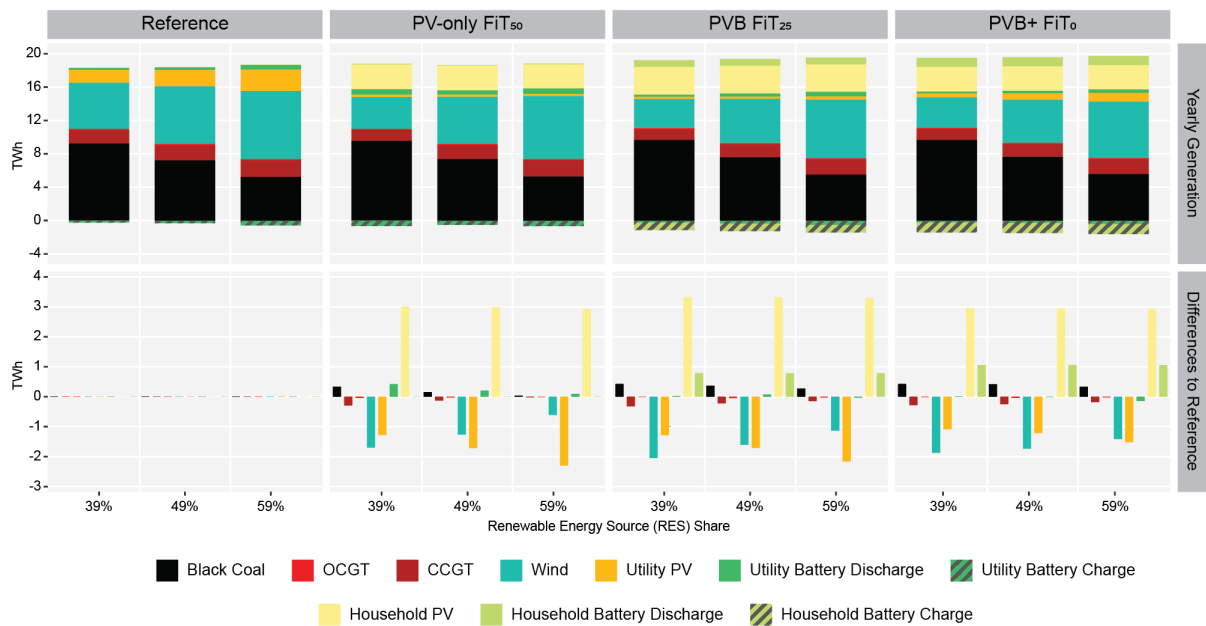 Reference
PV-only FiT₅₀
PVB FiT₂₅
PVB+ FiT₀
20
16
12
8
4
0
-4
TWh
Yearly Generation
4
3
2
1
0
-1
-2
-3
TWh
Differences to Reference
39% 49% 59% 39% 49% 59% 39% 49% 59% 39% 49% 59%
Renewable Energy Source (RES) Share
Black Coal OCGT CCGT Wind Utility PV Utility Battery Discharge Utility Battery Charge
Household PV Household Battery Discharge Household Battery Charge